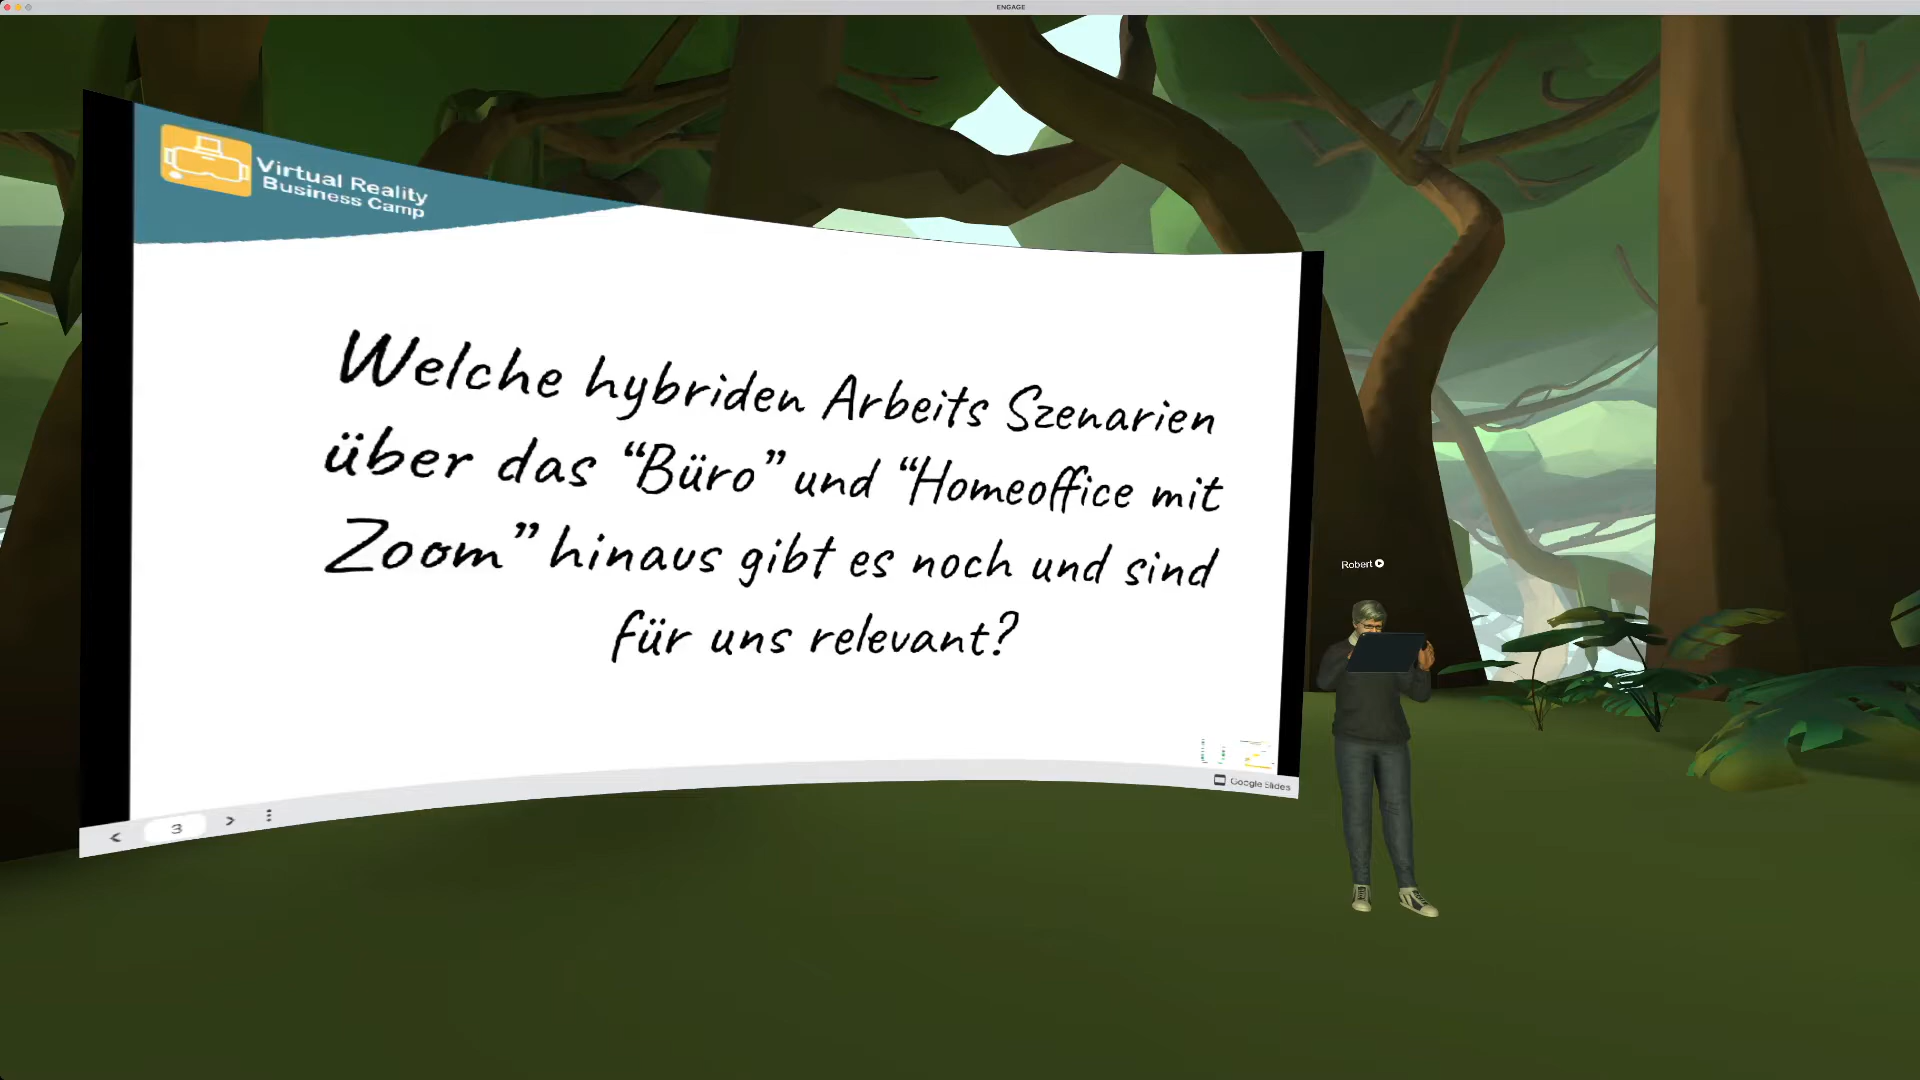 ENGAGE
Virtual Reality
Business Camp
Welche hybriden Arbeits Szenarien
über das “Büro” und “Homeoffice mit
Zoom” hinaus gibt es noch und sind
für uns relevant?
Robert
3
Google Slides